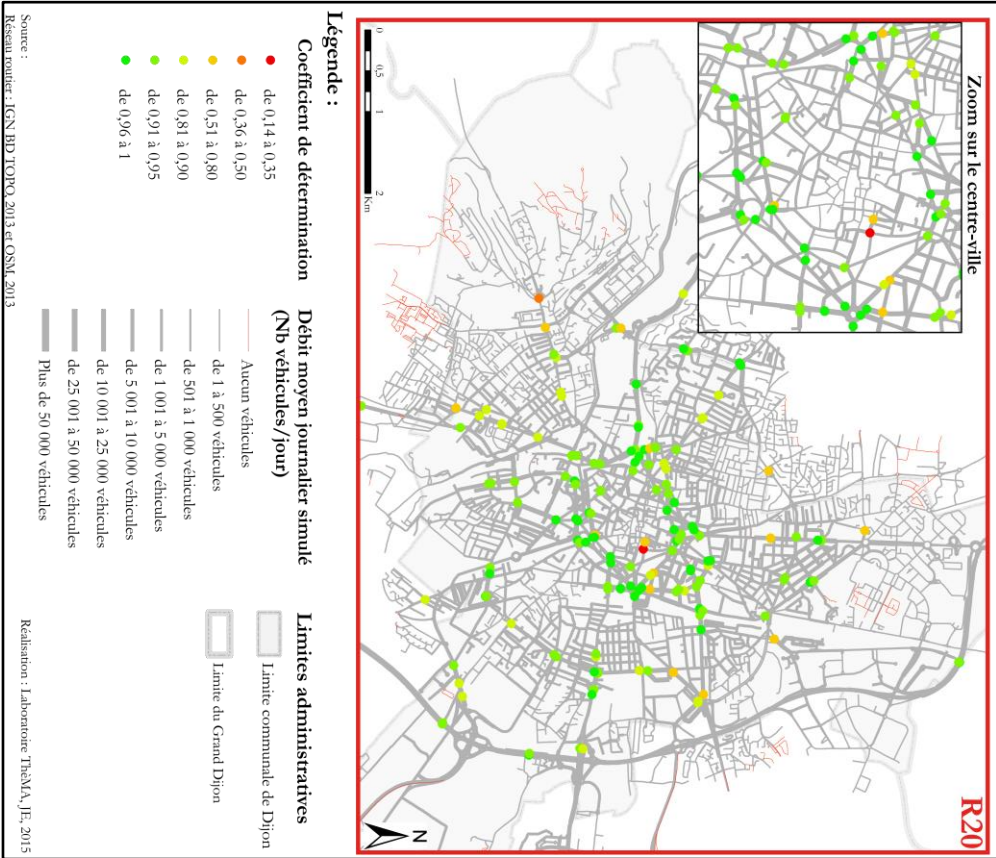 R20
Zoom sur le centre-ville
N
0 0,5 1 2
Km
Légende :
Coefficient de détermination
de 0,14 à 0,35
de 0,36 à 0,50
de 0,51 à 0,80
de 0,81 à 0,90
de 0,91 à 0,95
de 0,96 à 1
Débit moyen journalier simulé
(Nb véhicules/jour)
Aucun véhicules
de 1 à 500 véhicules
de 501 à 1 000 véhicules
de 1 001 à 5 000 véhicules
de 5 001 à 10 000 véhicules
de 10 001 à 25 000 véhicules
de 25 001 à 50 000 véhicules
Plus de 50 000 véhicules
Limites administratives
Limite communale de Dijon
Limite du Grand Dijon
Source :
Réseau routier : IGN BD TOPO 2013 et OSM, 2013
Réalisation : Laboratoire ThéMA, JE, 2015